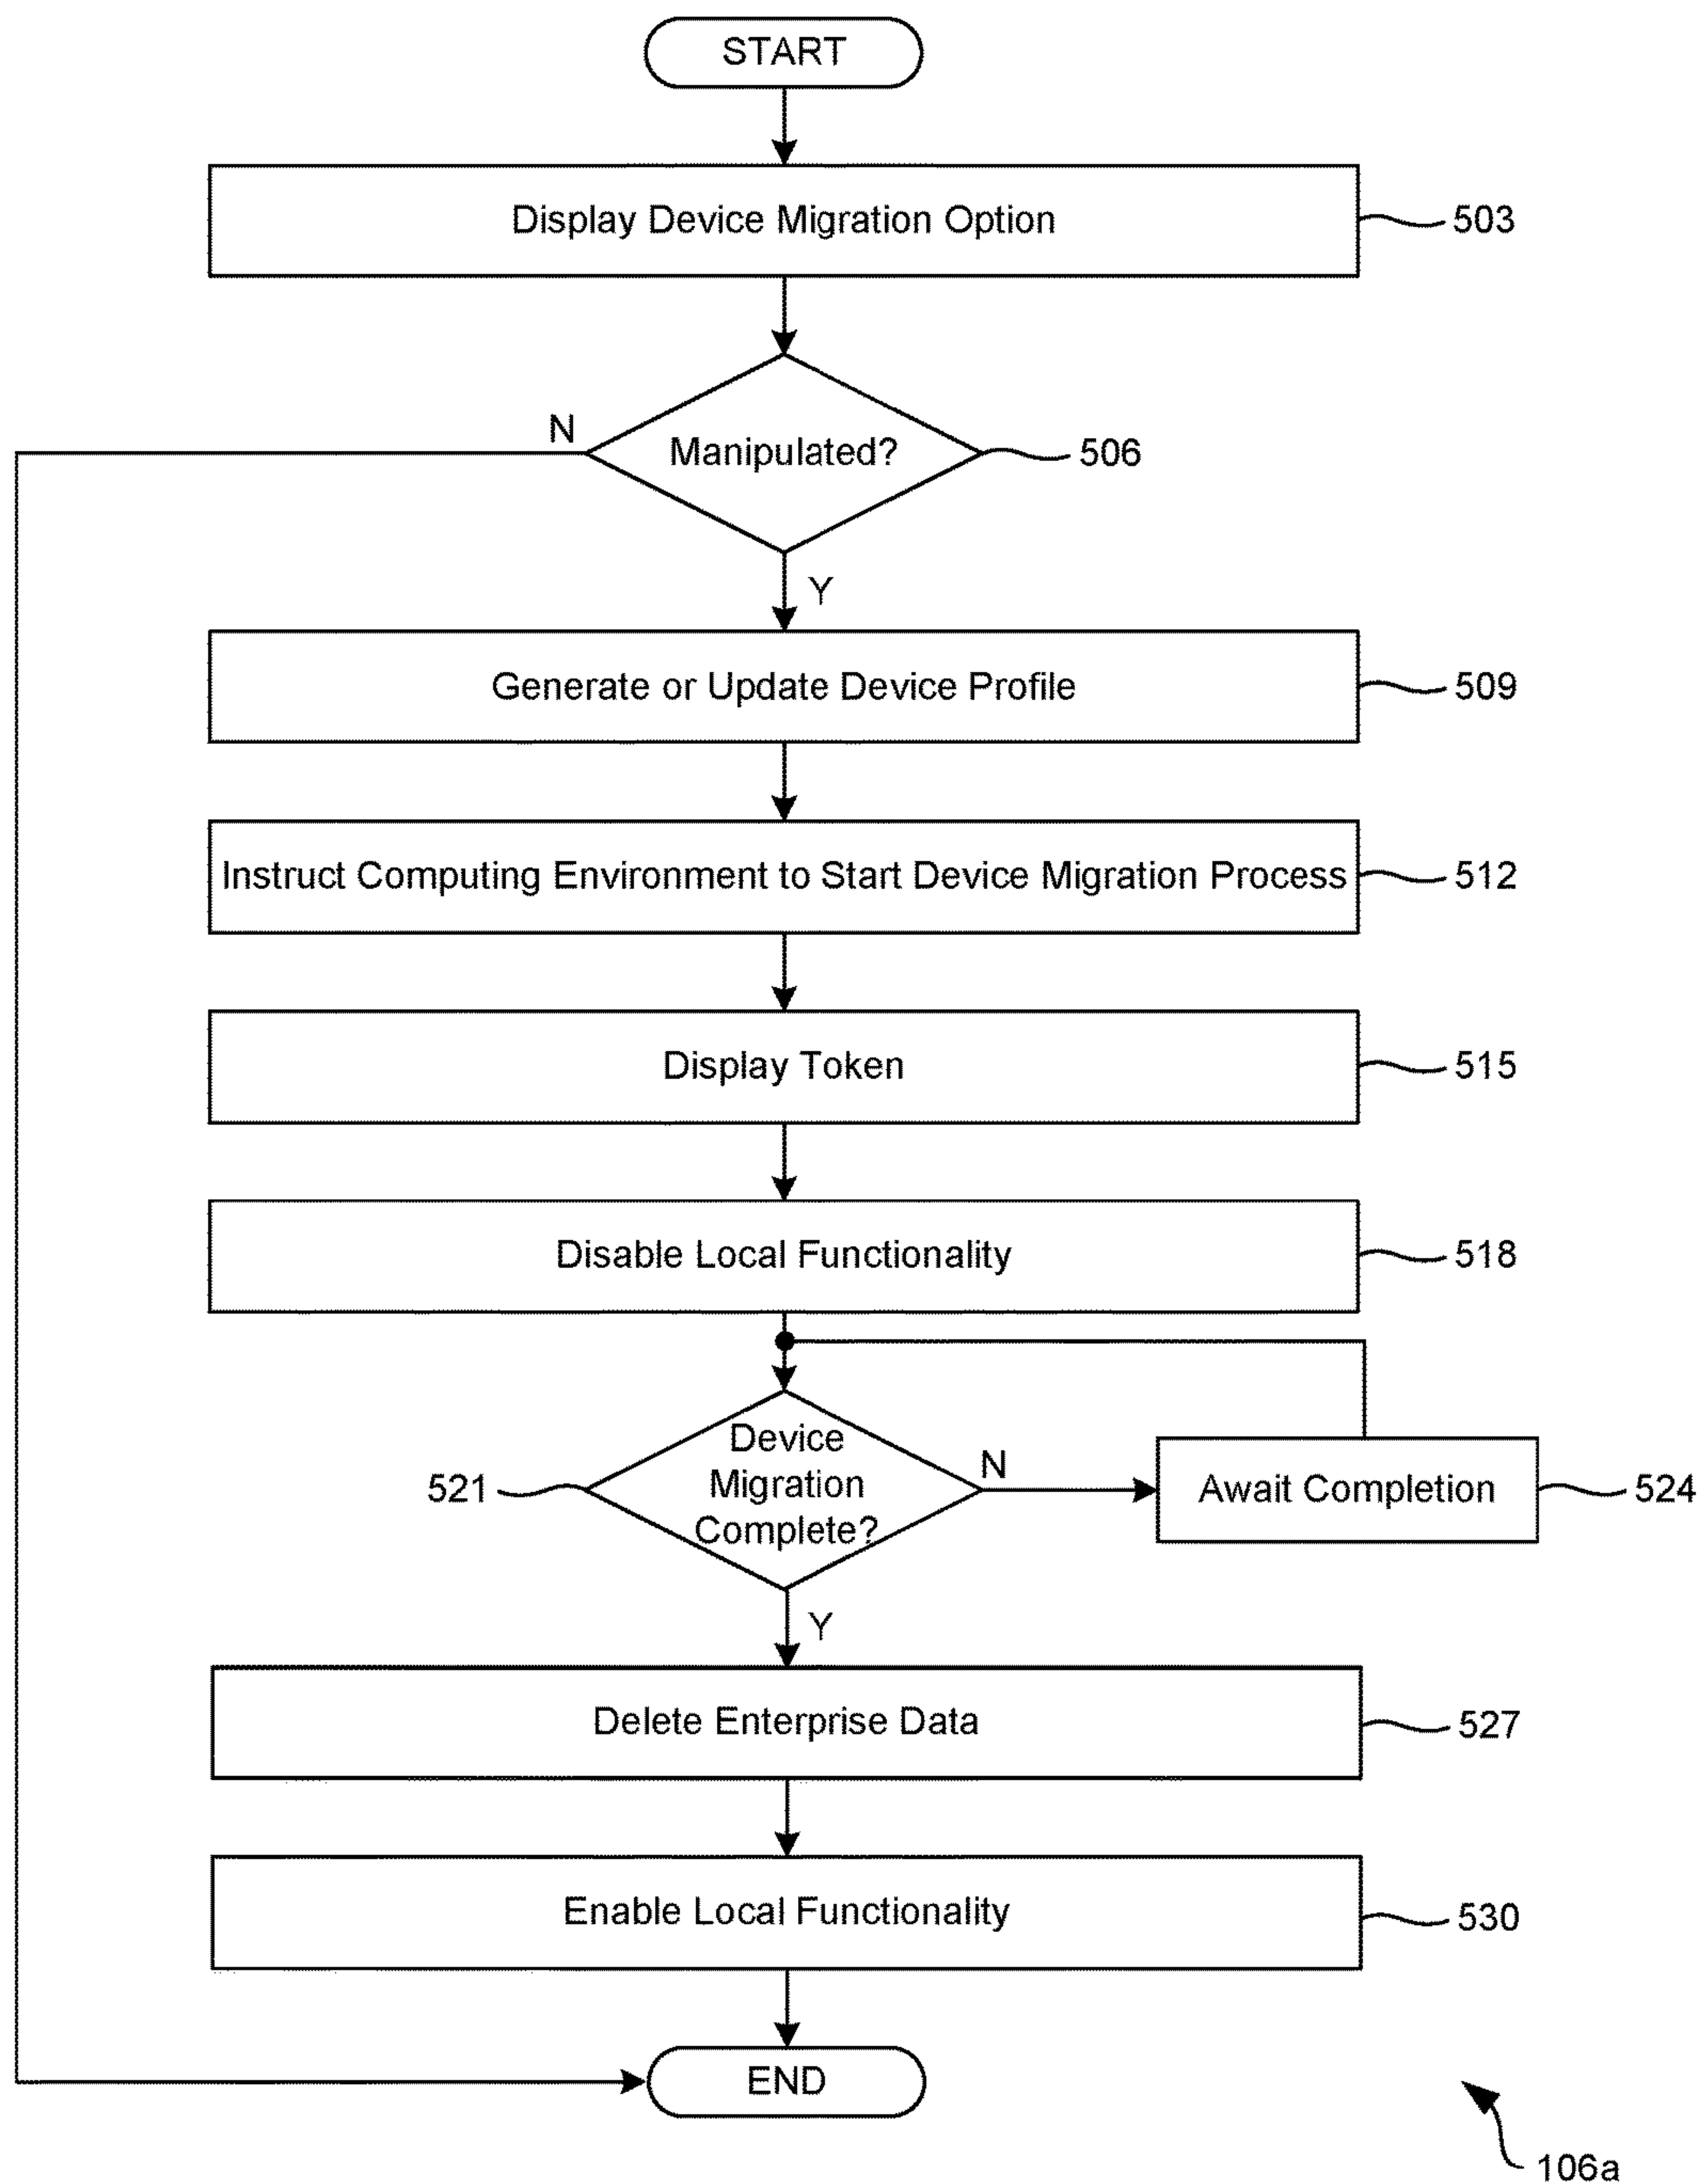 START
Display Device Migration Option
503
N
Manipulated?
506
Y
Generate or Update Device Profile
509
Instruct Computing Environment to Start Device Migration Process
512
Display Token
515
Disable Local Functionality
518
Device
Migration
Complete?
521
N
Await Completion
524
Y
Delete Enterprise Data
527
Enable Local Functionality
530
END
106a